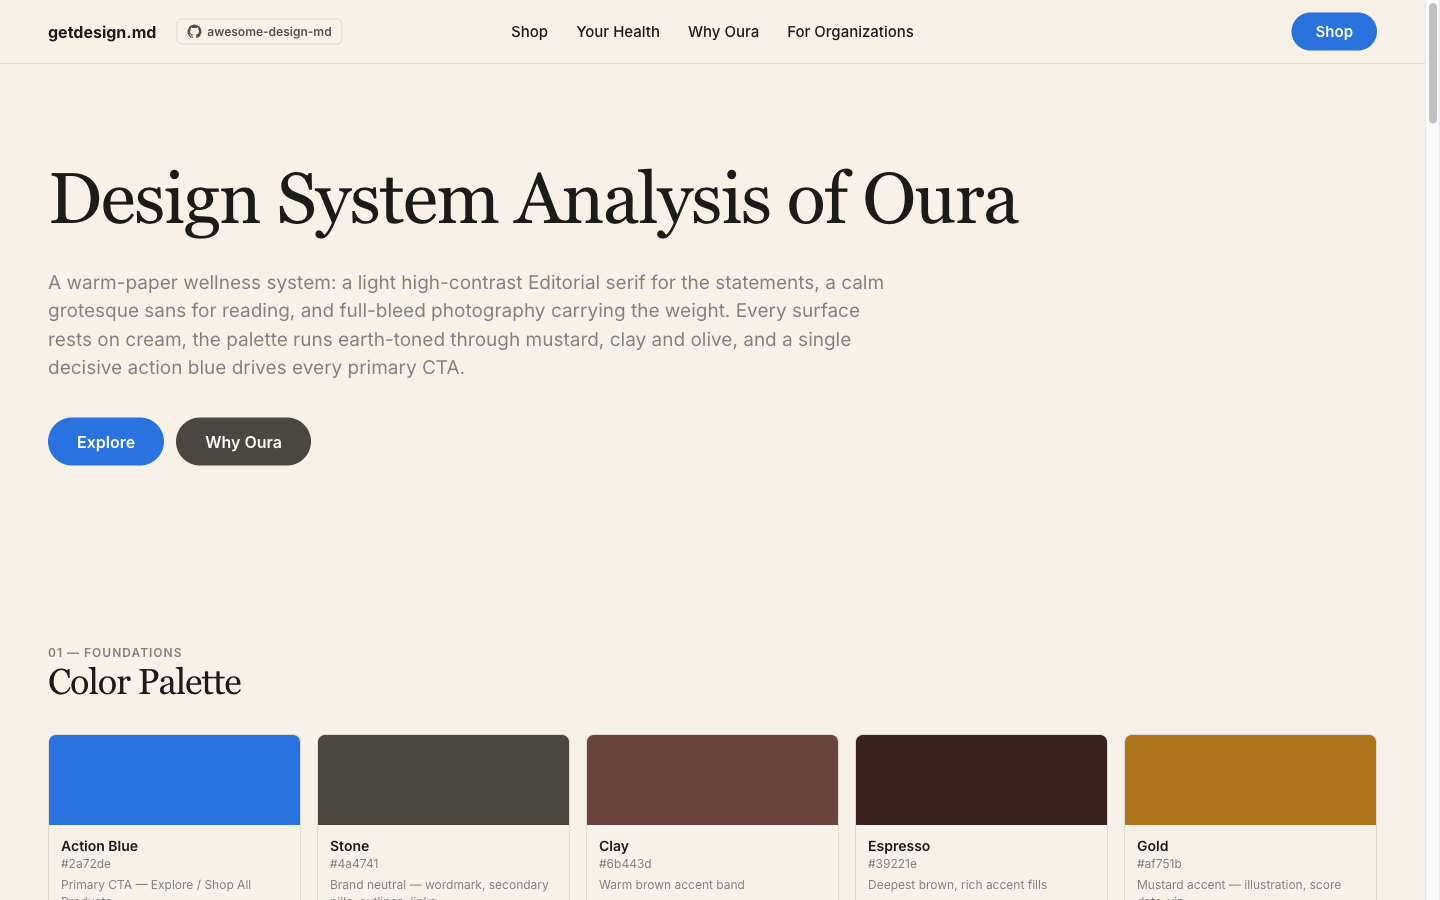 getdesign.md
awesome-design-md
Shop
Your Health
Why Oura
For Organizations
Shop
Design System Analysis of Oura
A warm-paper wellness system: a light high-contrast Editorial serif for the statements, a calm
grotesque sans for reading, and full-bleed photography carrying the weight. Every surface
rests on cream, the palette runs earth-toned through mustard, clay and olive, and a single
decisive action blue drives every primary CTA.
Explore
Why Oura
01 — FOUNDATIONS
Color Palette
Action Blue
#2a72de
Primary CTA — Explore / Shop All
Stone
#4a4741
Brand neutral — wordmark, secondary
Clay
#6b443d
Warm brown accent band
Espresso
#39221e
Deepest brown, rich accent fills
Gold
#af751b
Mustard accent — illustration, score